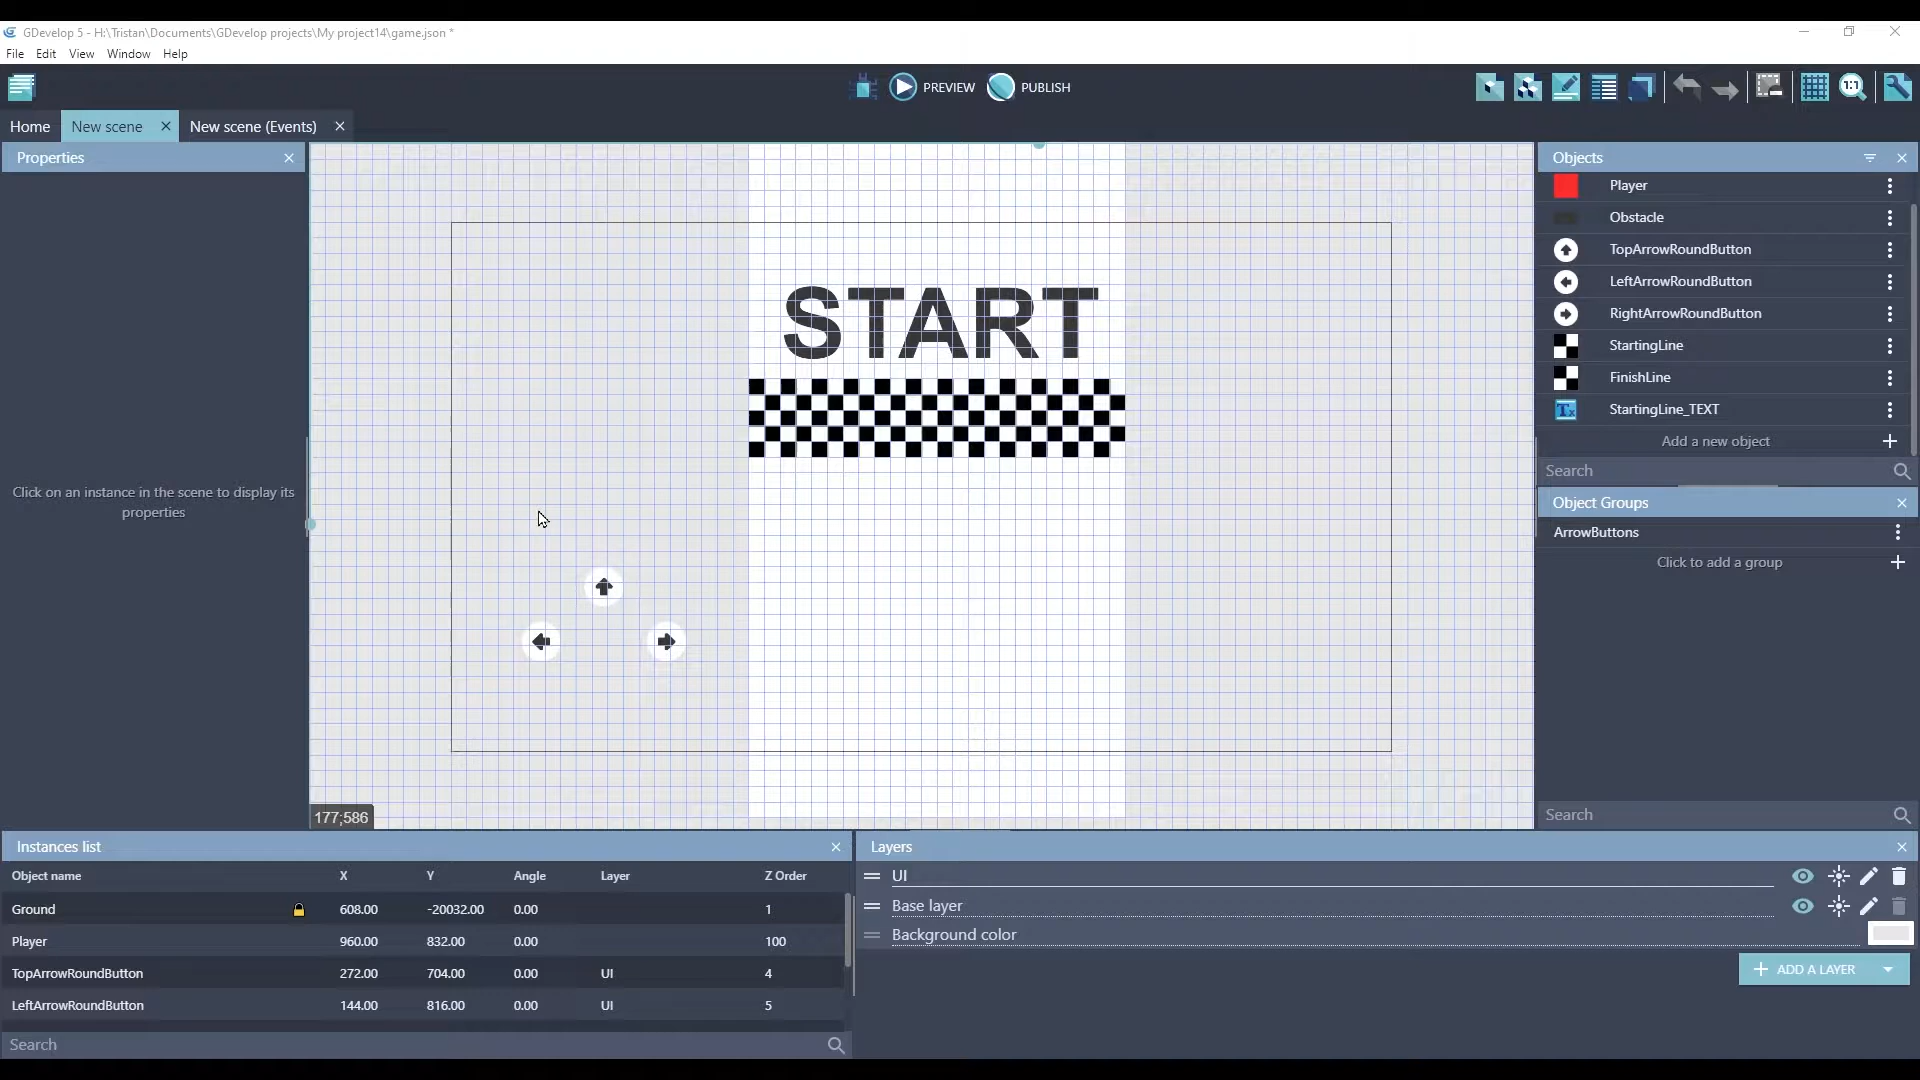 GDevelop 5 - H:\Tristan\Documents\GDevelop projects\My project14\game.json *
File Edit View Window Help
PREVIEW PUBLISH
1:1
Home New scene New scene (Events)
Properties
Click on an instance in the scene to display its
properties
START
177;586
Objects
Player
Obstacle
TopArrowRoundButton
LeftArrowRoundButton
RightArrowRoundButton
StartingLine
FinishLine
Tx StartingLine_TEXT
Add a new object
Search
Object Groups
ArrowButtons
Click to add a group
Search
Instances list
Object name X Y Angle Layer Z Order
Ground 608.00 -20032.00 0.00 1
Player 960.00 832.00 0.00 100
TopArrowRoundButton 272.00 704.00 0.00 UI 4
LeftArrowRoundButton 144.00 816.00 0.00 UI 5
Search
Layers
UI
Base layer
Background color
ADD A LAYER